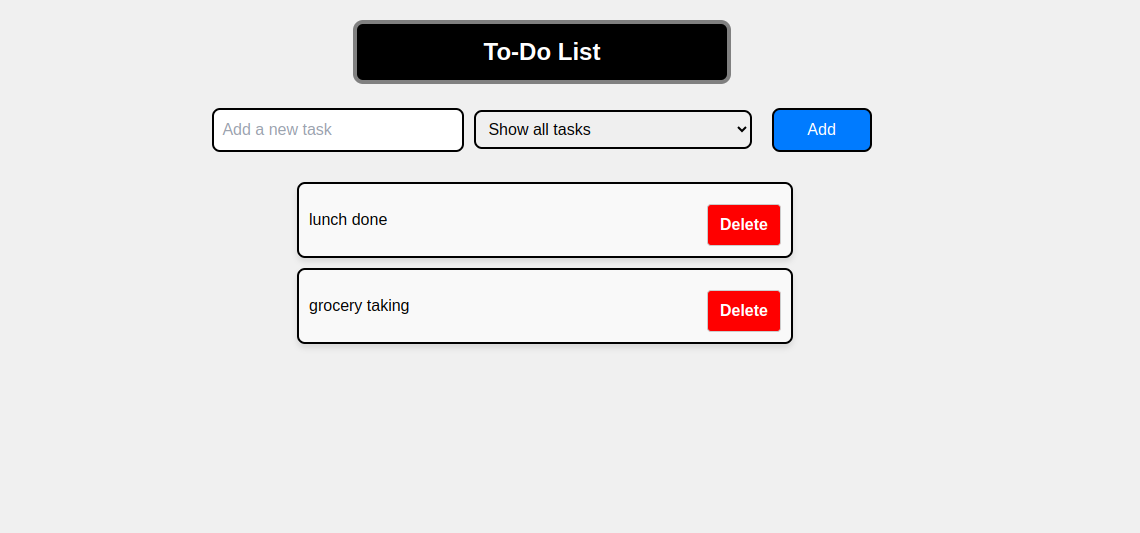 To-Do List
Add a new task
Show all tasks
Add
lunch done
Delete
grocery taking
Delete